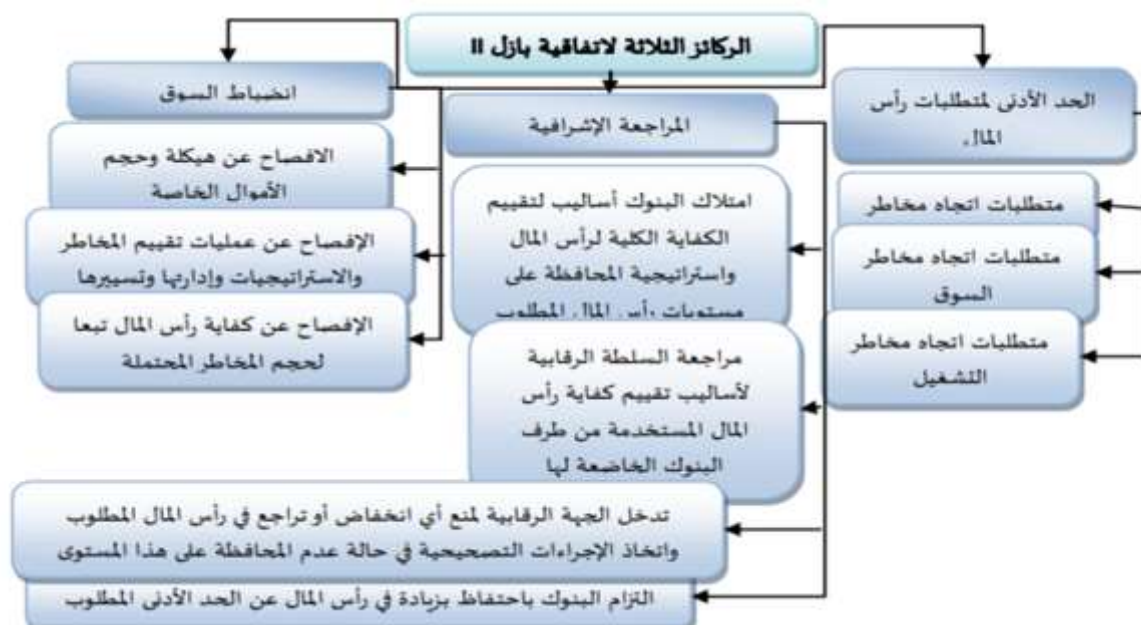 الركائز الثلاثة لاتفاقية بازل II
الحد الأدنى لمتطلبات رأس
المال
متطلبات اتجاه مخاطر
متطلبات اتجاه مخاطر
السوق
متطلبات اتجاه مخاطر
التشغيل
المراجعة الإشرافية
امتلاك البنوك أساليب لتقييم
الكفاية الكلية لرأس المال
واستراتيجية المحافظة على
مستويات رأس المال المطلوب
مراجعة السلطة الرقابية
لأساليب تقييم كفاية رأس
المال المستخدمة من طرف
البنوك الخاضعة لها
تدخل الجهة الرقابية لمنع أي انخفاض أو تراجع في رأس المال المطلوب
واتخاذ الإجراءات التصحيحية في حالة عدم المحافظة على هذا المستوى
التزام البنوك باحتفاظ بزيادة في رأس المال عن الحد الأدنى المطلوب
انضباط السوق
الافصاح عن هيكلة وحجم
الأموال الخاصة
الإفصاح عن عمليات تقييم المخاطر
والاستراتيجيات وإدارتها وتسييرها
الإفصاح عن كفاية رأس المال تبعا
لحجم المخاطر المحتملة